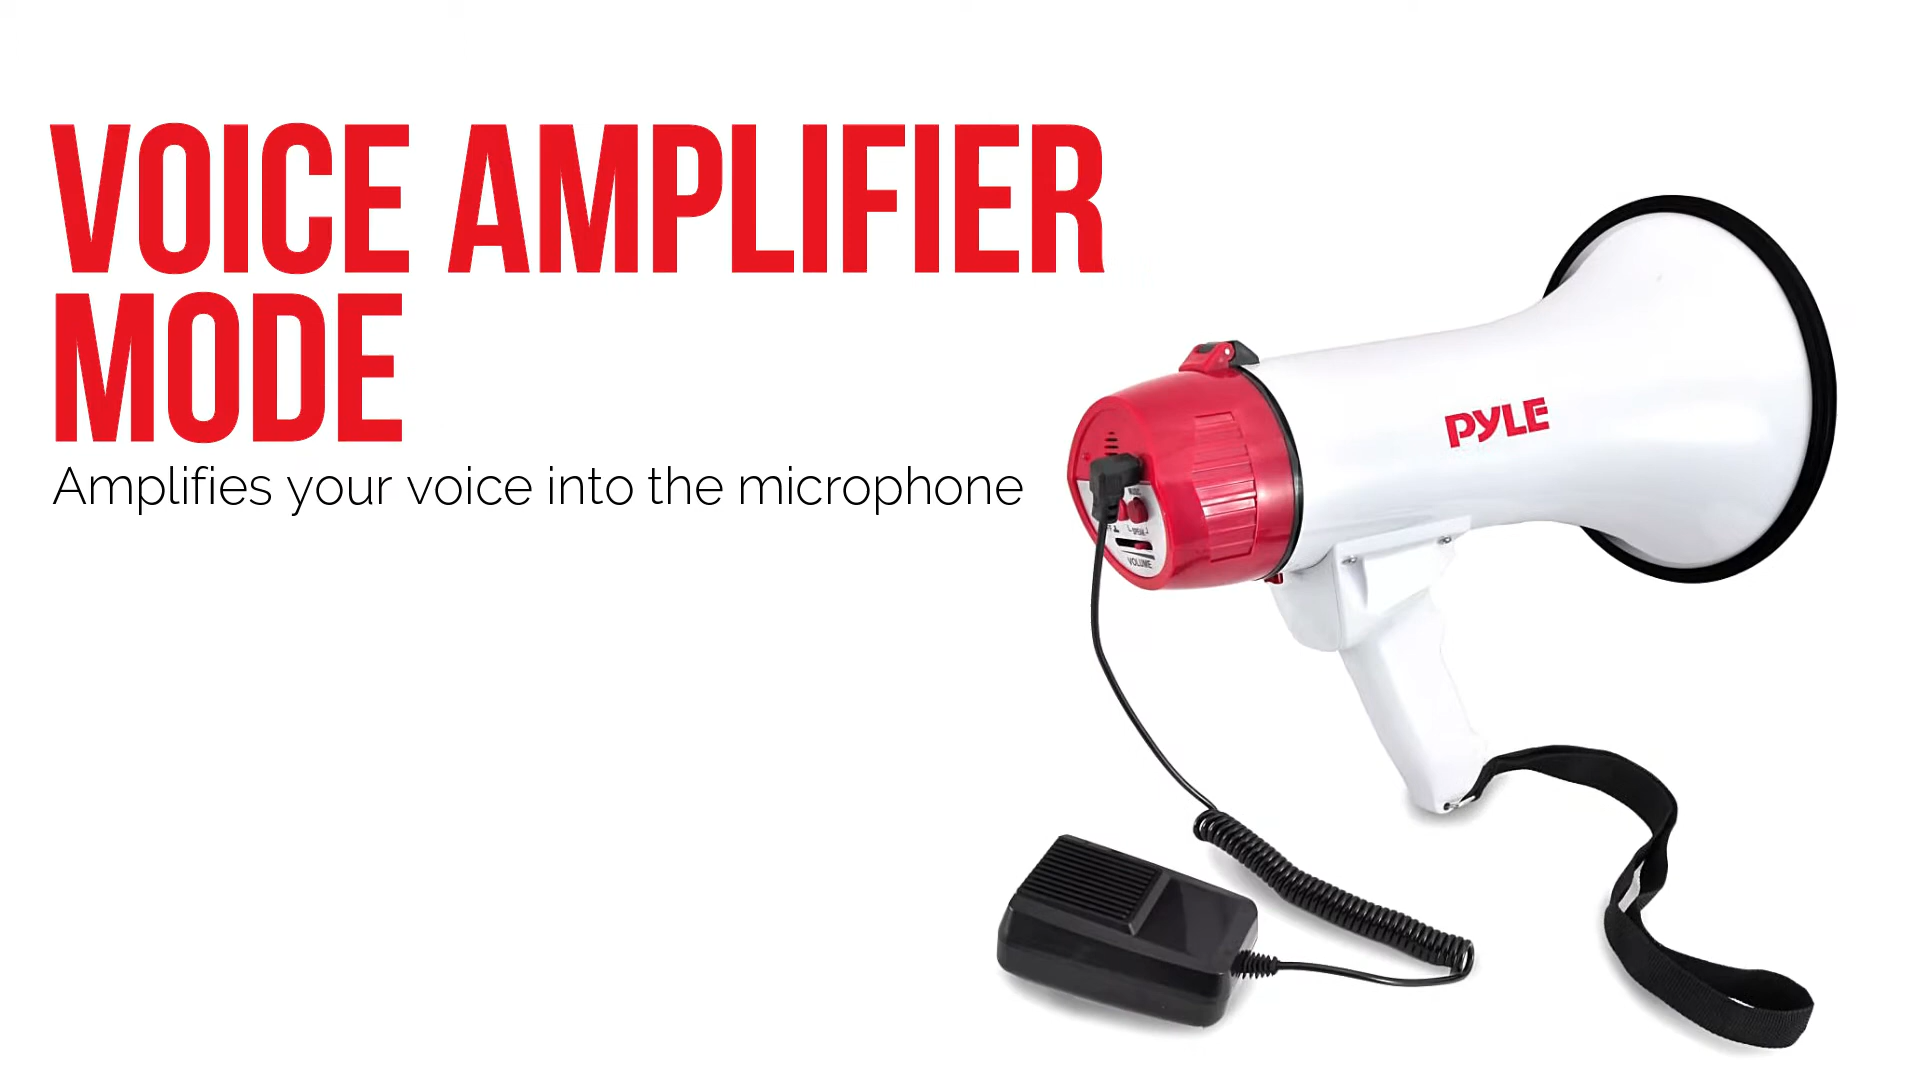 VOICE AMPLIFIER
MODE
Amplifies your voice into the microphone
PYLE
VOLUME